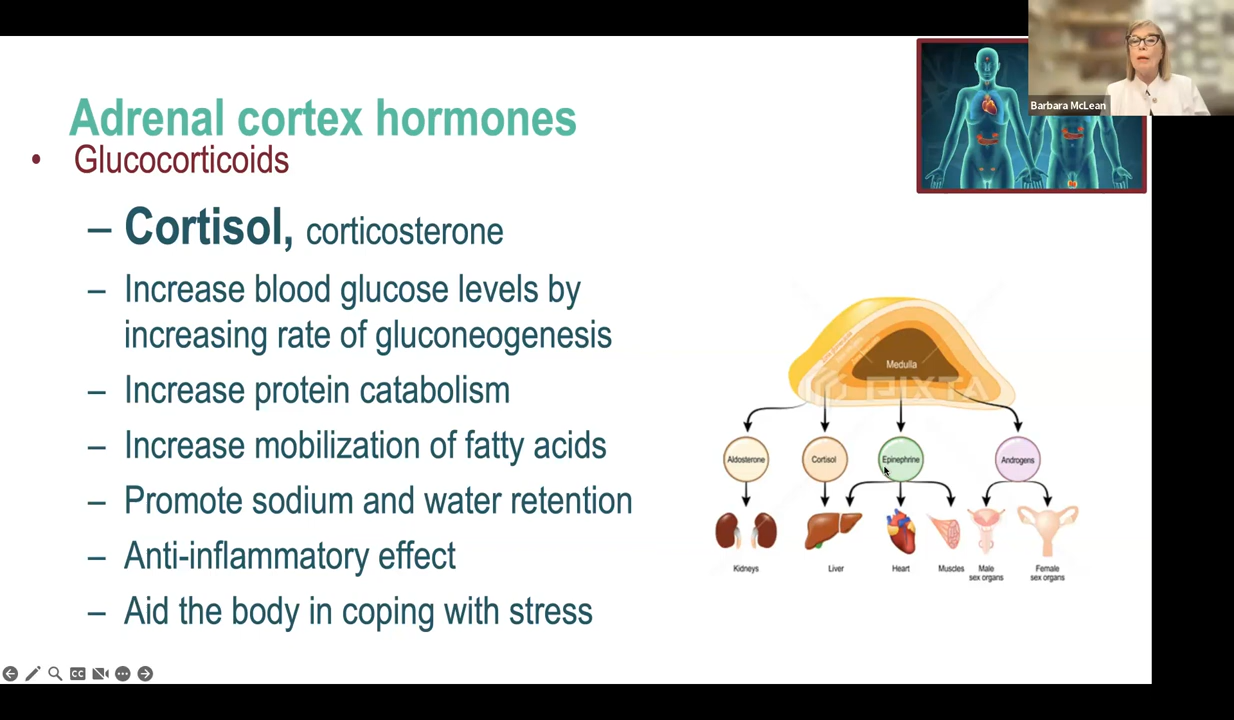 Barbara McLean
Adrenal cortex hormones
• Glucocorticoids
– Cortisol, corticosterone
– Increase blood glucose levels by
increasing rate of gluconeogenesis
– Increase protein catabolism
– Increase mobilization of fatty acids
– Promote sodium and water retention
– Anti-inflammatory effect
– Aid the body in coping with stress
Medulla
PIXTA
Aldosterone
Cortisol
Epinephrine
Androgens
Kidneys
Liver
Heart
Muscles
Male
sex organs
Female
sex organs
CC